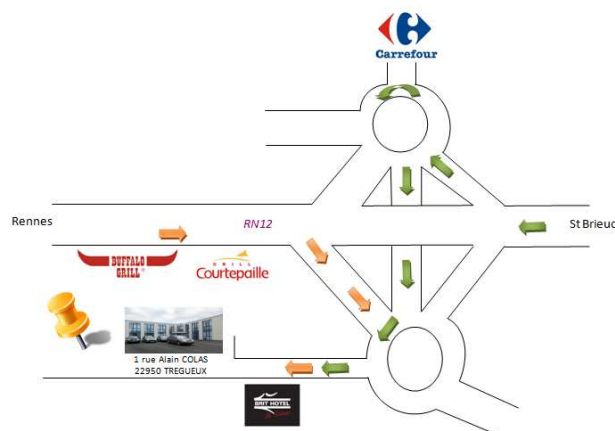 Carrefour
Rennes
RN12
St Brieuc
BUFFALO
GRILL
GRILL
Courtepaille
1 rue Alain COLAS
22950 TREGUEUX
BRIT HOTEL